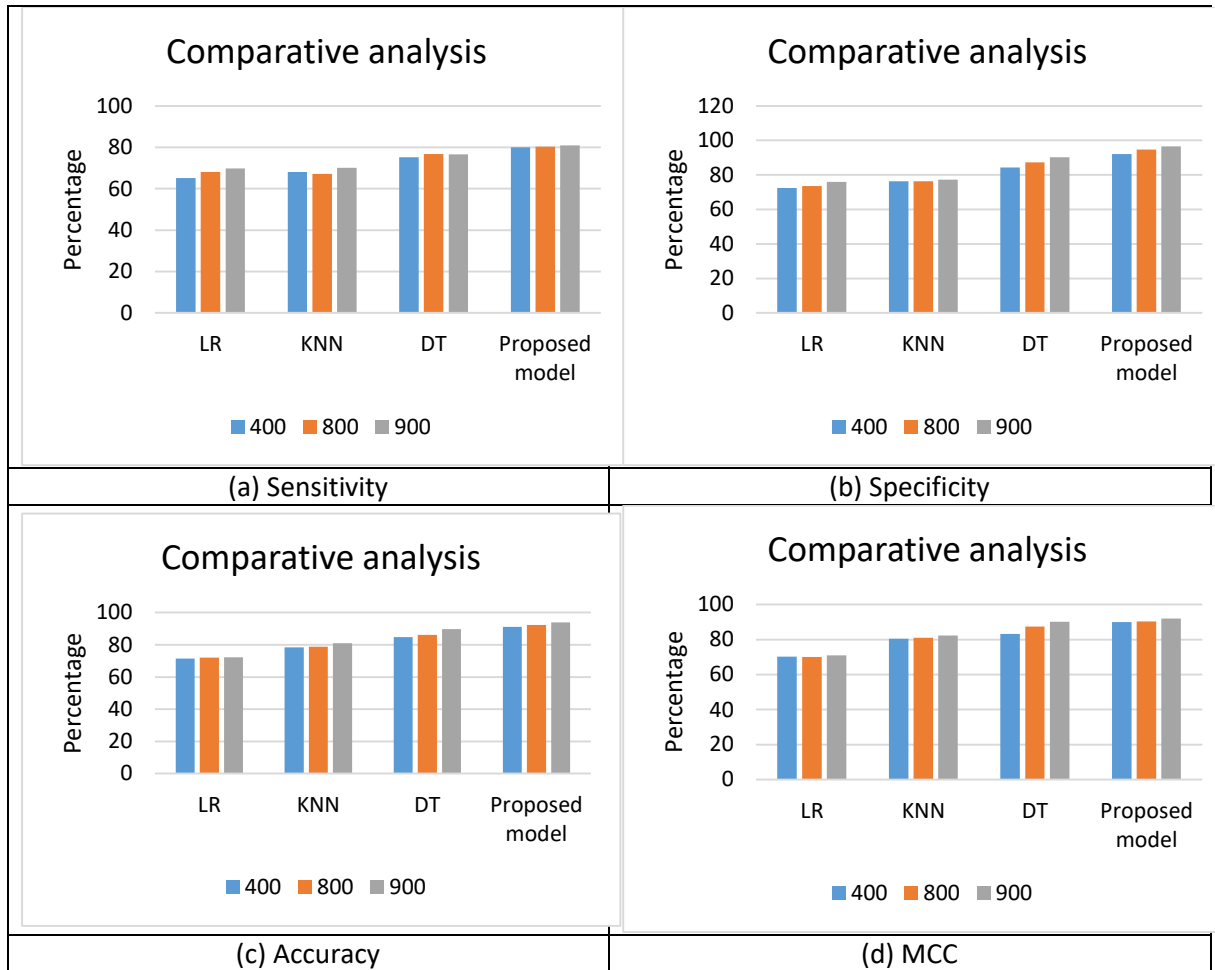 Comparative analysis
100
80
60
40
20
0
Percentage
LR KNN DT Proposed
model
400 800 900
Comparative analysis
120
100
80
60
40
20
0
Percentage
LR KNN DT Proposed
model
400 800 900
(a) Sensitivity
(b) Specificity
Comparative analysis
100
80
60
40
20
0
Percentage
LR KNN DT Proposed
model
400 800 900
Comparative analysis
100
80
60
40
20
0
Percentage
LR KNN DT Proposed
model
400 800 900
(c) Accuracy
(d) MCC